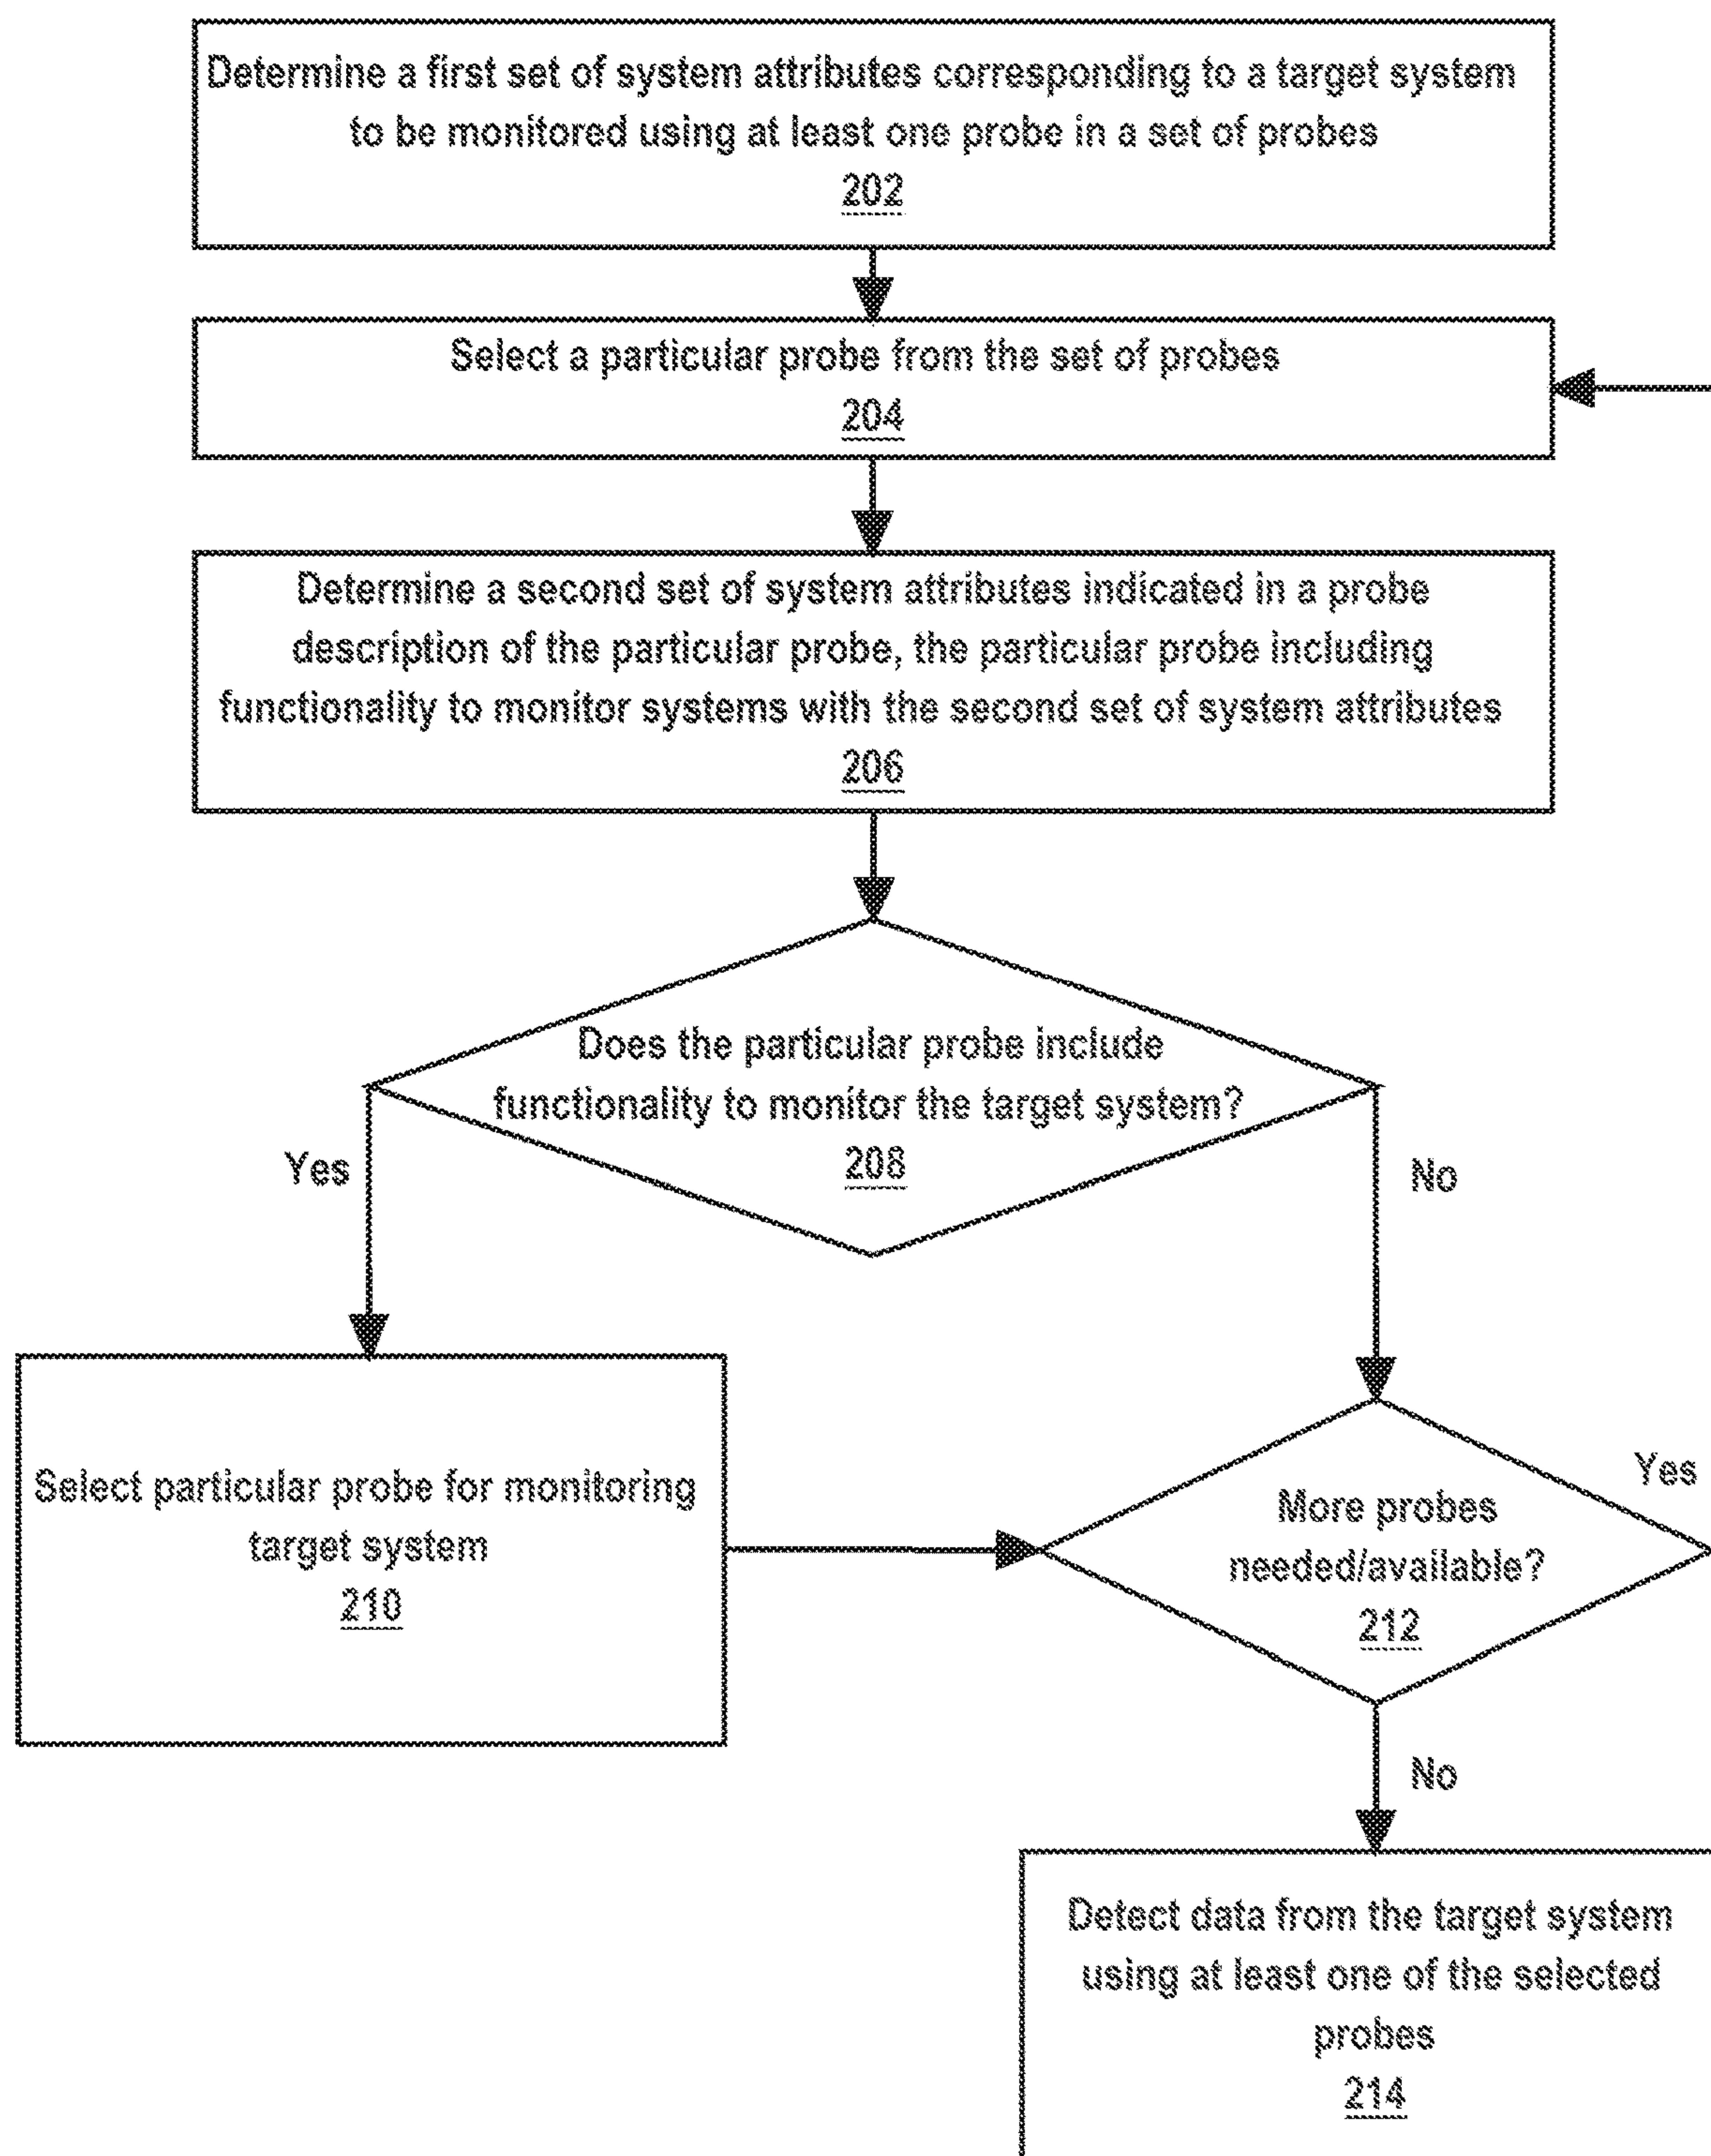 Determine a first set of system attributes corresponding to a target system
to be monitored using at least one probe in a set of probes
202
Select a particular probe from the set of probes
204
Determine a second set of system attributes indicated in a probe
description of the particular probe, the particular probe including
functionality to monitor systems with the second set of system attributes
206
Does the particular probe include
functionality to monitor the target system?
208
Yes
No
Select particular probe for monitoring
target system
210
More probes
needed/available?
212
Yes
No
Detect data from the target system
using at least one of the selected
probes
214